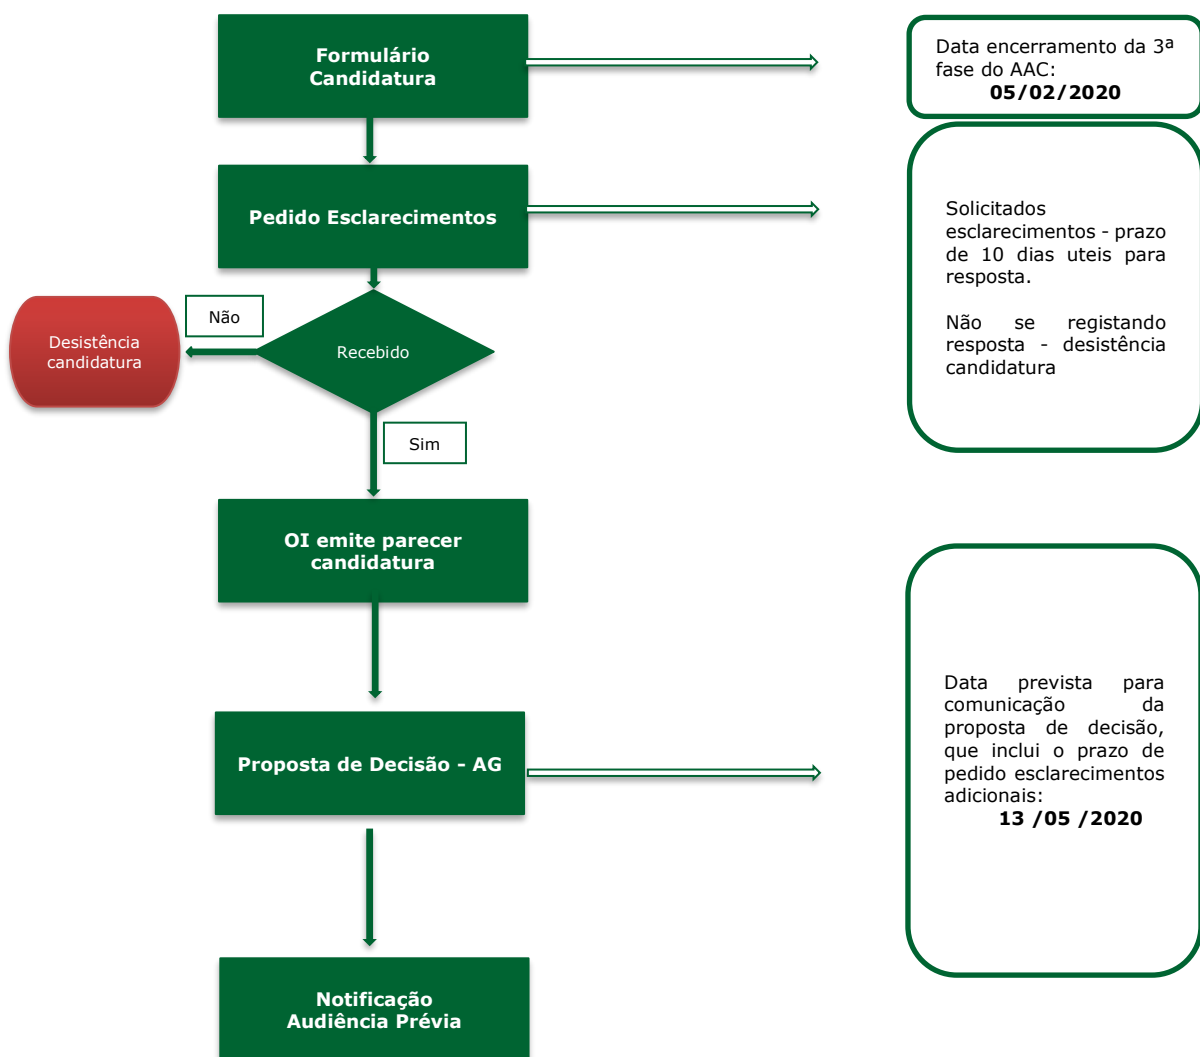 Formulário
Candidatura
Data encerramento da 3ª
fase do AAC:
05/02/2020
Pedido Esclarecimentos
Solicitados
esclarecimentos - prazo
de 10 dias uteis para
resposta.
Não se registando
resposta - desistência
candidatura
Não
Desistência
candidatura
Recebido
Sim
OI emite parecer
candidatura
Proposta de Decisão - AG
Data prevista para
comunicação da
proposta de decisão,
que inclui o prazo de
pedido esclarecimentos
adicionais:
13 /05 /2020
Notificação
Audiência Prévia